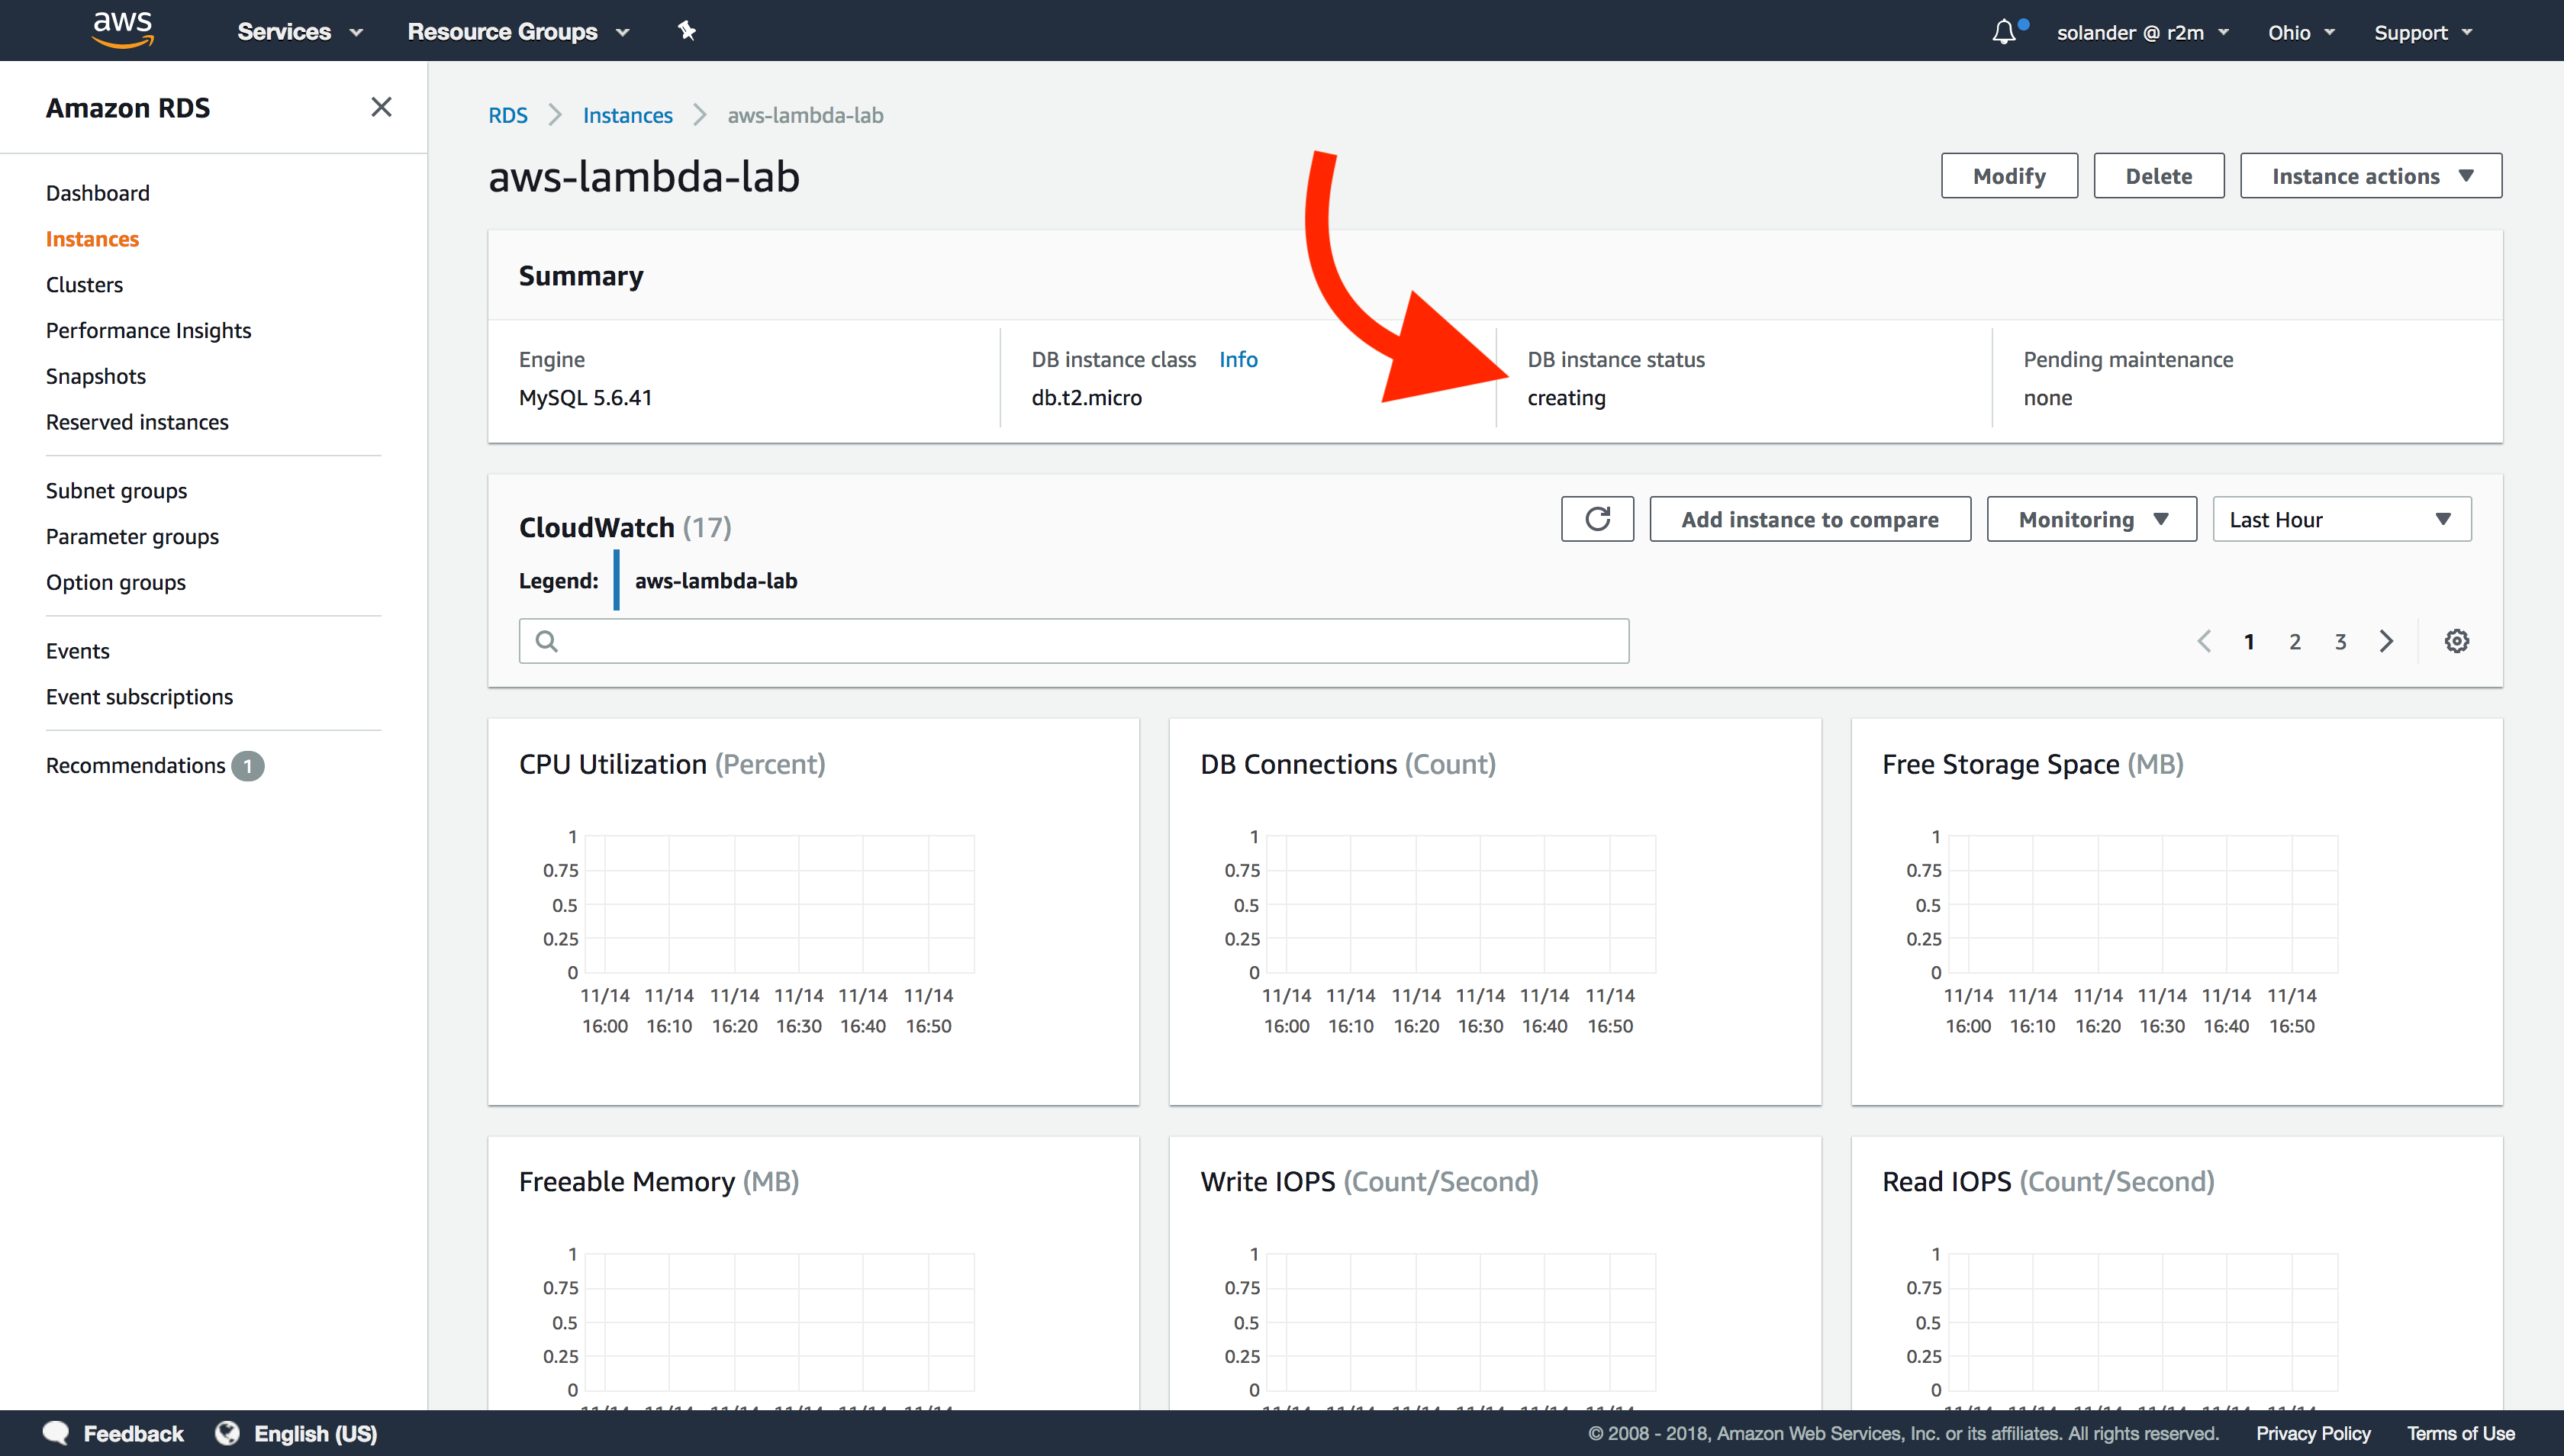 aws Services Resource Groups solander @ r2m Ohio Support
Amazon RDS
Dashboard
Instances
Clusters
Performance Insights
Snapshots
Reserved instances
Subnet groups
Parameter groups
Option groups
Events
Event subscriptions
Recommendations 1
RDS Instances aws-lambda-lab
aws-lambda-lab Modify Delete Instance actions
Summary
Engine DB instance class Info DB instance status Pending maintenance
MySQL 5.6.41 db.t2.micro creating none
CloudWatch (17) Add instance to compare Monitoring Last Hour
Legend: aws-lambda-lab
1 2 3
CPU Utilization (Percent)
1
0.75
0.5
0.25
0
11/14 11/14 11/14 11/14 11/14 11/14
16:00 16:10 16:20 16:30 16:40 16:50
DB Connections (Count)
1
0.75
0.5
0.25
0
11/14 11/14 11/14 11/14 11/14 11/14
16:00 16:10 16:20 16:30 16:40 16:50
Free Storage Space (MB)
1
0.75
0.5
0.25
0
11/14 11/14 11/14 11/14 11/14 11/14
16:00 16:10 16:20 16:30 16:40 16:50
Freeable Memory (MB)
1
0.75
0.5
0.25
0
Write IOPS (Count/Second)
1
0.75
0.5
0.25
0
Read IOPS (Count/Second)
1
0.75
0.5
0.25
0
Feedback English (US) © 2008 - 2018, Amazon Web Services, Inc. or its affiliates. All rights reserved. Privacy Policy Terms of Use